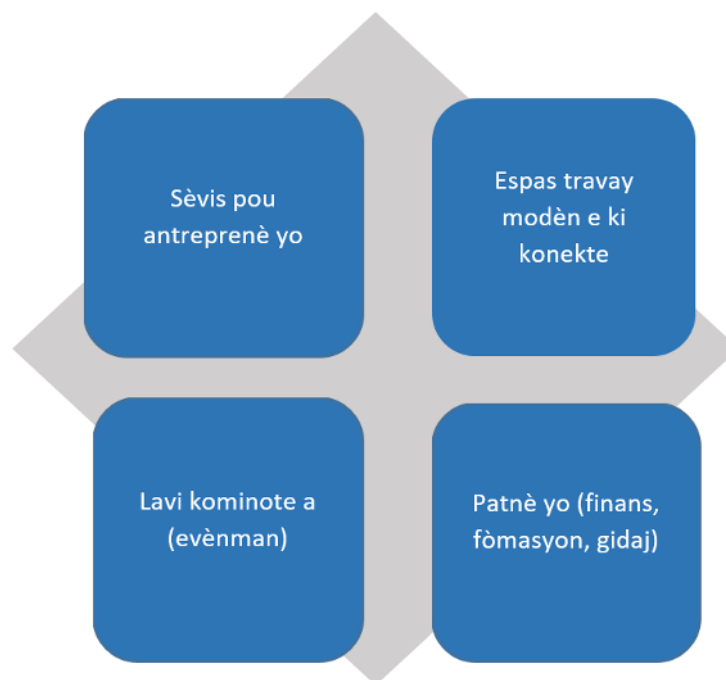 Sèvis pou
antreprenè yo
Espas travay
modèn e ki
konekte
Lavi kominote a
(evènman)
Patnè yo (finans,
fòmasyon, gidaj)